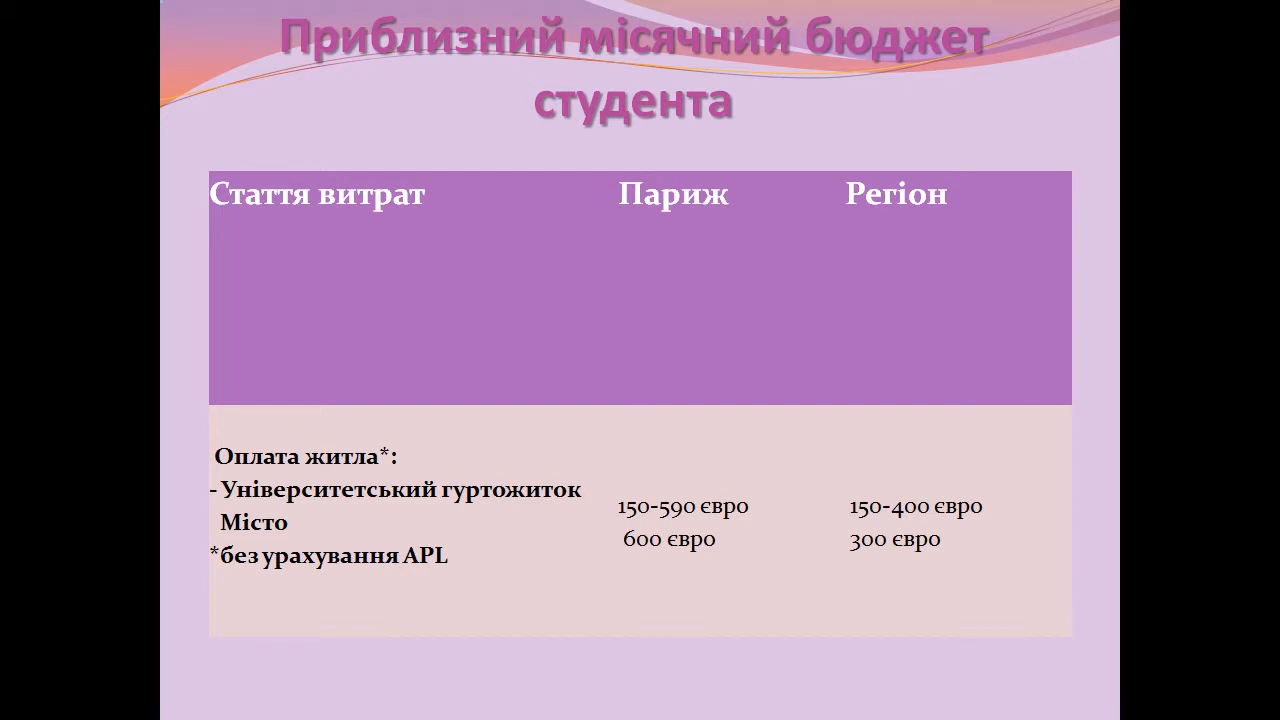 Приблизний місячний бюджет
студента
Стаття витрат Париж Регіон
Оплата житла*:
- Університетський гуртожиток 150-590 євро 150-400 євро
Місто 600 євро 300 євро
*без урахування APL